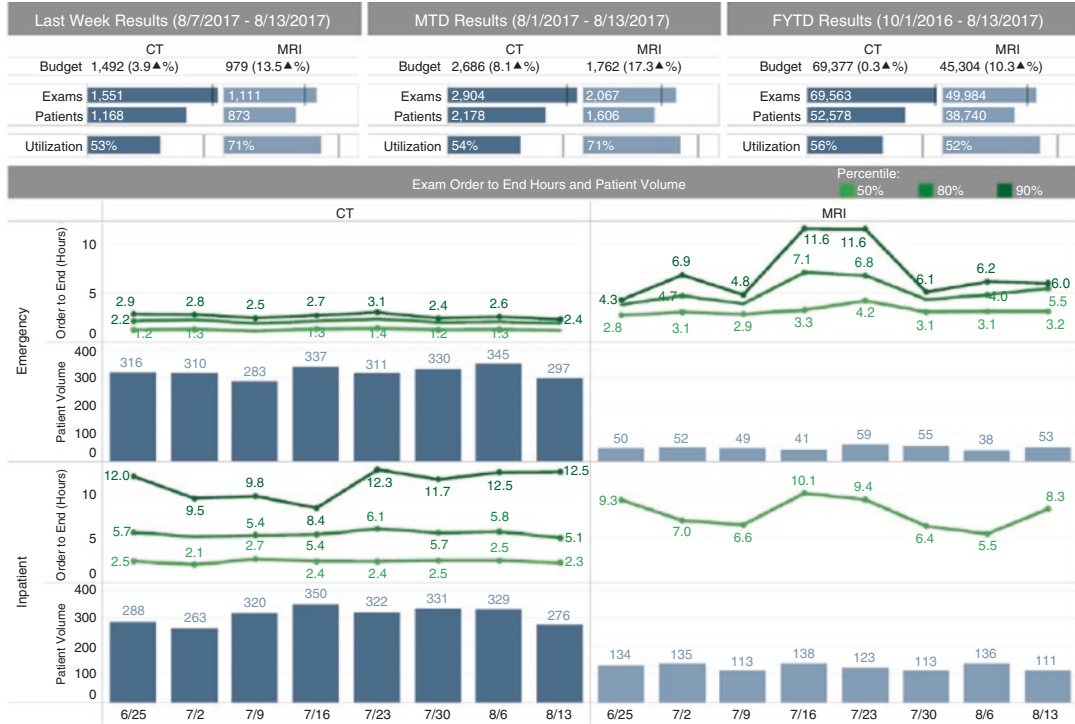 Last Week Results (8/7/2017 - 8/13/2017) MTD Results (8/1/2017 - 8/13/2017) FYTD Results (10/1/2016 - 8/13/2017)
CT MRI CT MRI CT MRI
Budget 1,492 (3.9▲%) 979 (13.5▲%) Budget 2,686 (8.1▲%) 1,762 (17.3▲%) Budget 69,377 (0.3▲%) 45,304 (10.3▲%)
Exams 1,551 1,111 Exams 2,904 2,067 Exams 69,563 49,984
Patients 1,168 873 Patients 2,178 1,606 Patients 52,578 38,740
Utilization 53% 71% Utilization 54% 71% Utilization 56% 52%
Exam Order to End Hours and Patient Volume
Percentile:
50% 80% 90%
CT MRI
Emergency
Order to End (Hours)
10
5
0
2.9 2.8 2.5 2.7 3.1 2.4 2.6 2.4
2.2
1.2 1.3 1.3 1.4 1.2 1.3
4.3 6.9 4.8 11.6 11.6 6.1 6.2 6.0
4.7 7.1 6.8 4.0 5.5
2.8 3.1 2.9 3.3 4.2 3.1 3.1 3.2
Patient Volume
400
300
200
100
0
316 310 283 337 311 330 345 297
50 52 49 41 59 55 38 53
Inpatient
Order to End (Hours)
10
5
0
12.0 9.5 9.8 8.4 12.3 11.7 12.5 12.5
5.7 5.4 5.4 6.1 5.7 5.8 5.1
2.5 2.1 2.7 2.4 2.4 2.5 2.5 2.3
9.3 7.0 6.6 10.1 9.4 6.4 5.5 8.3
Patient Volume
400
300
200
100
0
288 263 320 350 322 331 329 276
134 135 113 138 123 113 136 111
6/25 7/2 7/9 7/16 7/23 7/30 8/6 8/13 6/25 7/2 7/9 7/16 7/23 7/30 8/6 8/13